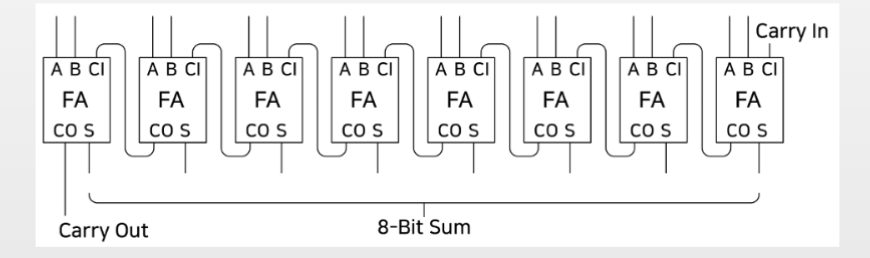 Carry In
A B CI A B CI A B CI A B CI A B CI A B CI A B CI A B CI
FA FA FA FA FA FA FA FA
CO S CO S CO S CO S CO S CO S CO S CO S
8-Bit Sum
Carry Out